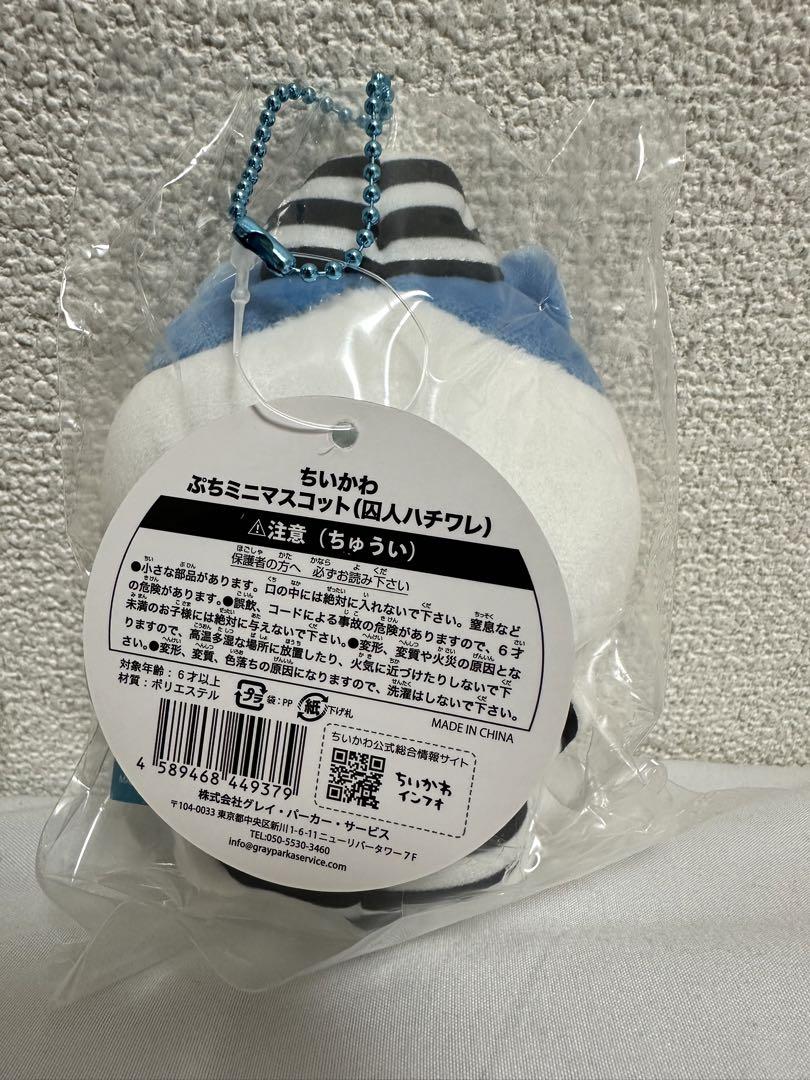 ちいかわ
ぷちミニマスコット(囚人ハチワレ)
⚠注意(ちゅうい)
保護者の方へ 必ずお読み下さい
●小さな部品があります。口の中には絶対に入れないで下さい。窒息など
の危険があります。●誤飲、コードによる事故の危険がありますので、6才
未満のお子様には絶対に与えないで下さい。●変形、変質や火災の原因とな
りますので、高温多湿な場所に放置したり、火気に近づけたりしないで下
さい。●変形、変質、色落ちの原因になりますので、洗濯はしないで下さい。
対象年齢:6才以上
材質:ポリエステル
プラ 袋:PP 紙 下げ札
MADE IN CHINA
4 589468 449379
ちいかわ公式総合情報サイト
ちいかわ
インフォ
株式会社グレイ・パーカー・サービス
〒104-0033 東京都中央区新川1-6-11ニューリバータワー7F
TEL:050-5530-3460
info@grayparkaservice.com